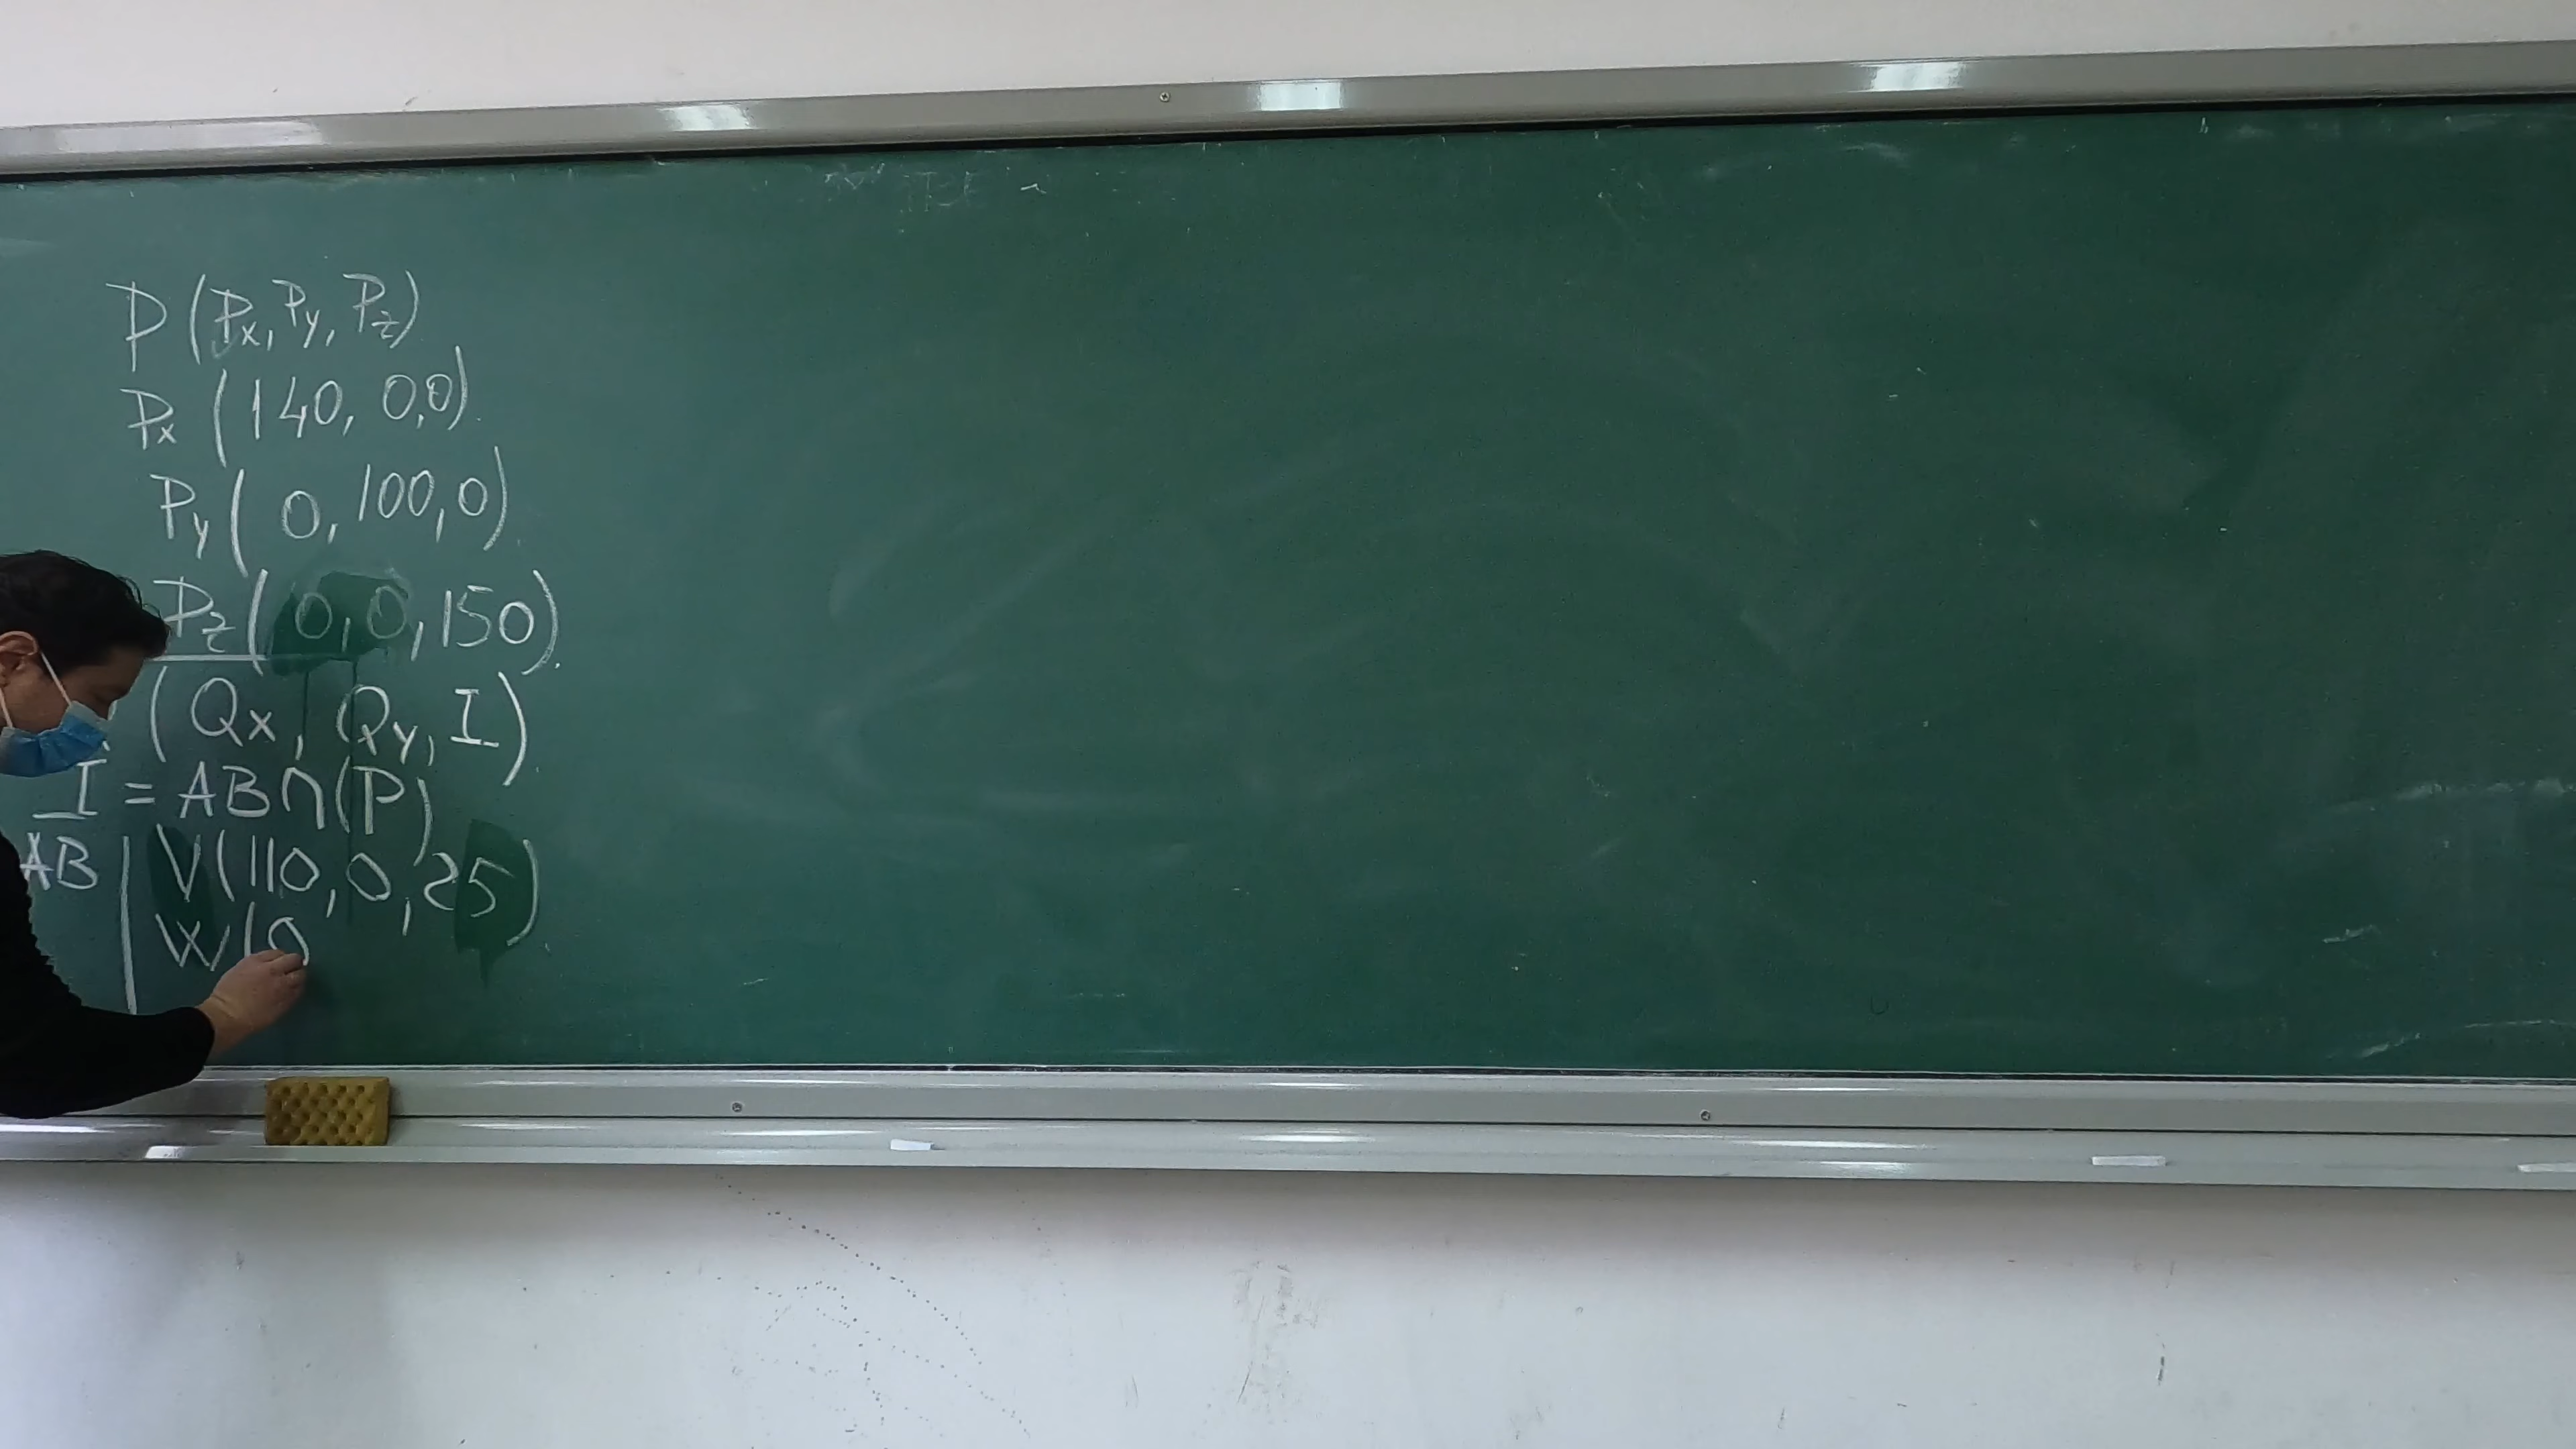 P (Px, Py, Pz)
Px (140, 0,0).
Py ( 0, 100,0).
Pz ( 0,0,150).
( Qx, Qy, I).
I = AB∩(P)
AB | V(110,0,25).
W(0